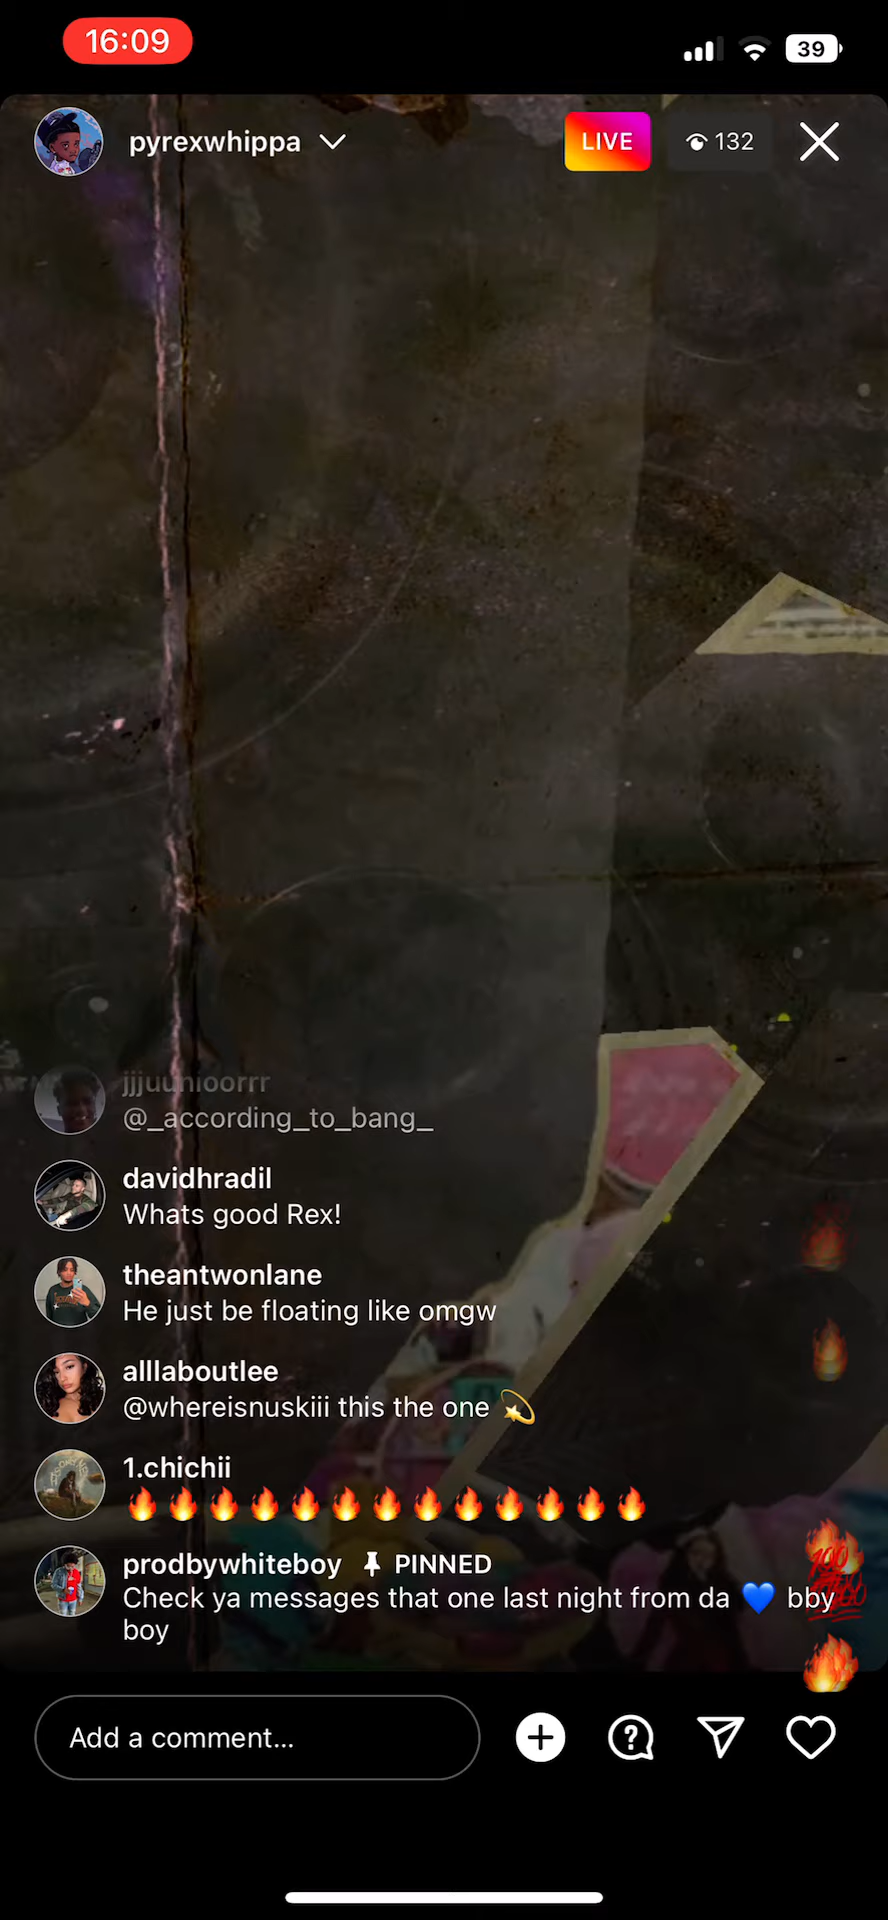 16:09
39
pyrexwhippa
LIVE
132
jjjuunioorrr
@_according_to_bang_
davidhradil
Whats good Rex!
theantwonlane
He just be floating like omgw
alllaboutlee
@whereisnuskiii this the one 💫
1.chichii
🔥🔥🔥🔥🔥🔥🔥🔥🔥🔥🔥🔥🔥
prodbywhiteboy PINNED
Check ya messages that one last night from da 💙 bby
boy
Add a comment...